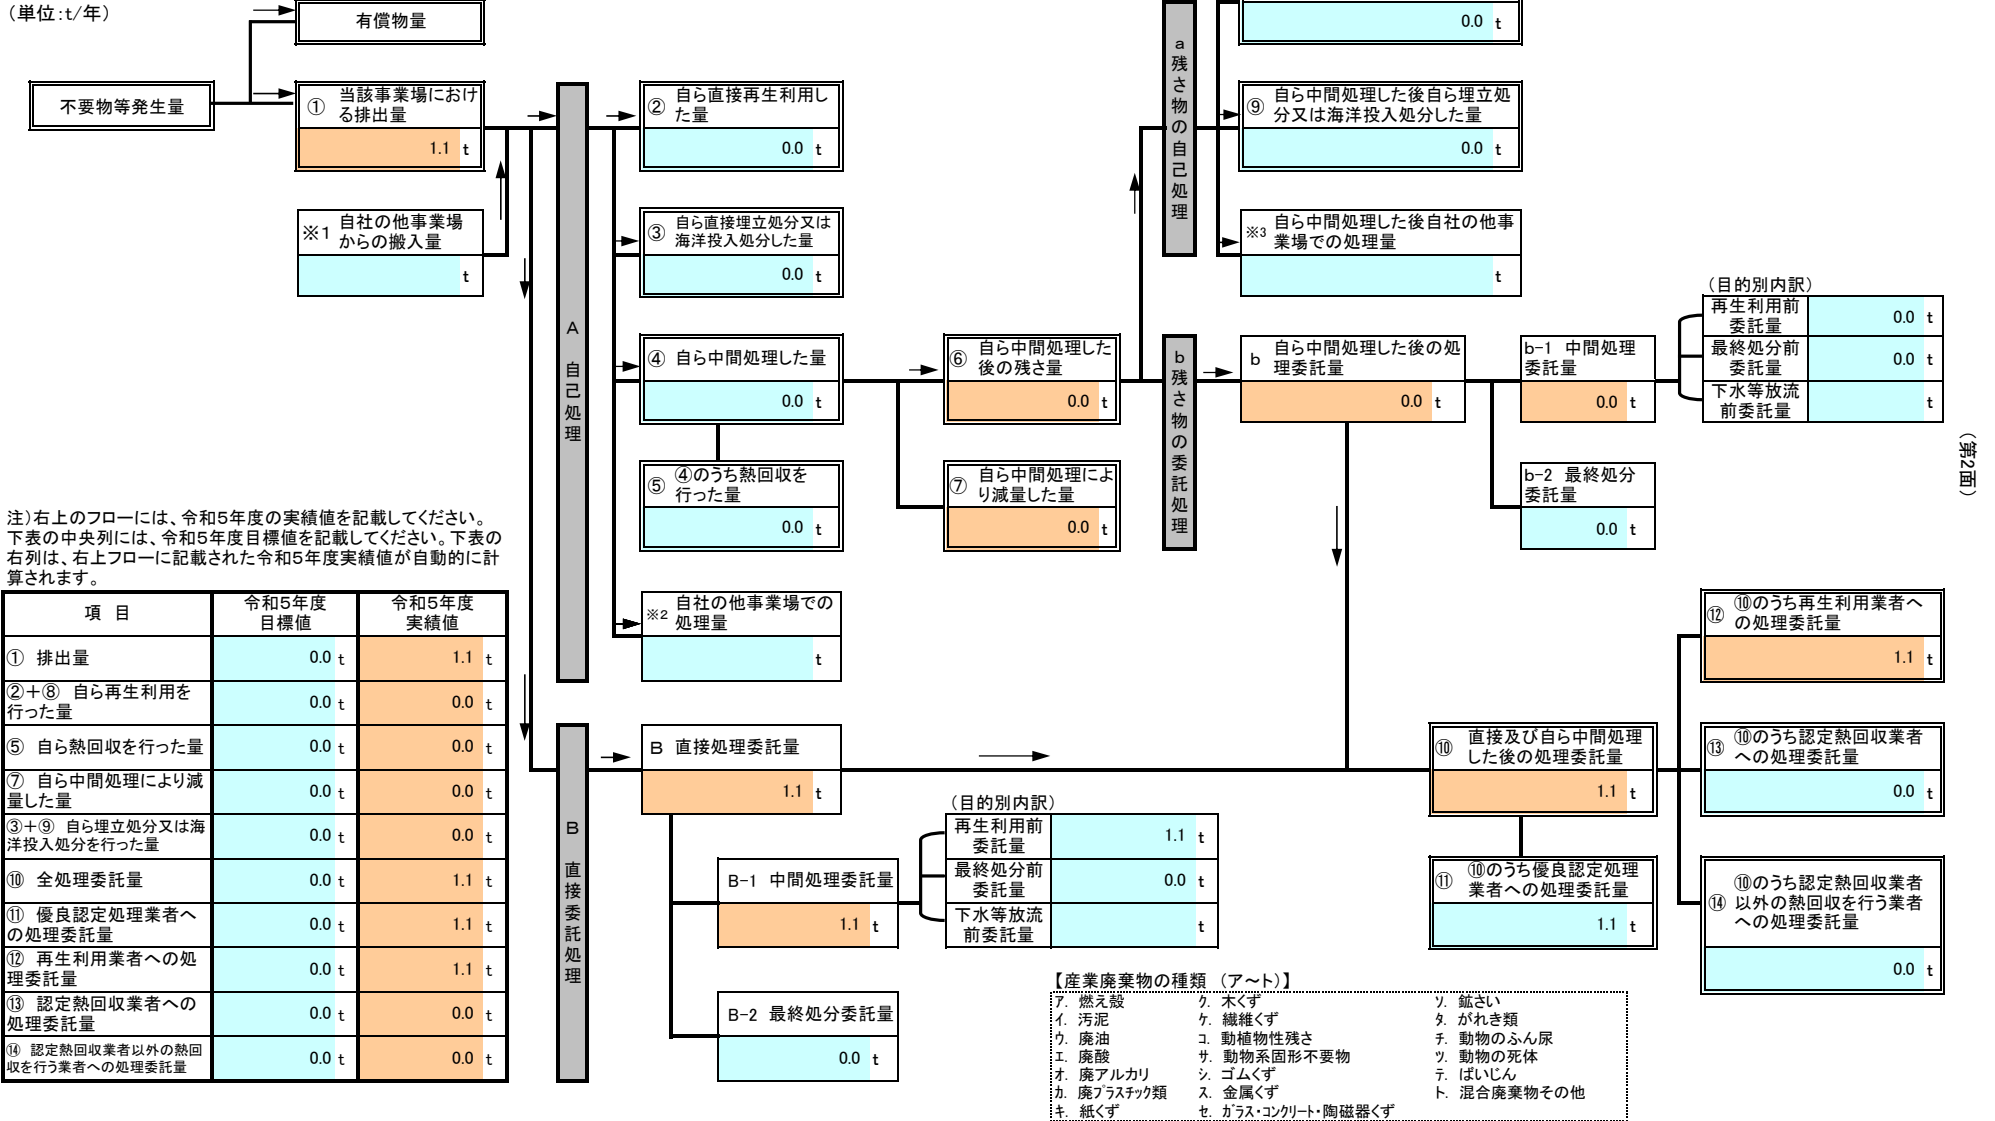 （単位：t/年）
有償物量
0.0 t
不要物等発生量
① 当該事業場におけ
る排出量
1.1 t
※1 自社の他事業場
からの搬入量
t
A 自己処理
② 自ら直接再生利用し
た量
0.0 t
③ 自ら直接埋立処分又は
海洋投入処分した量
0.0 t
④ 自ら中間処理した量
0.0 t
⑤ ④のうち熱回収を
行った量
0.0 t
※2 自社の他事業場での
処理量
t
⑥ 自ら中間処理した
後の残さ量
0.0 t
⑦ 自ら中間処理によ
り減量した量
0.0 t
a残さ物の自己処理
⑨ 自ら中間処理した後自ら埋立処
分又は海洋投入処分した量
0.0 t
※3 自ら中間処理した後自社の他事
業場での処理量
t
b残さ物の委託処理
b 自ら中間処理した後の処
理委託量
0.0 t
b-1 中間処理
委託量
0.0 t
b-2 最終処分
委託量
0.0 t
（目的別内訳）
再生利用前
委託量
0.0 t
最終処分前
委託量
0.0 t
下水等放流
前委託量
t
（第2面）
注）右上のフローには、令和5年度の実績値を記載してください。
下表の中央列には、令和5年度目標値を記載してください。下表の
右列は、右上フローに記載された令和5年度実績値が自動的に計
算されます。
項 目
令和5年度
目標値
令和5年度
実績値
① 排出量
0.0 t 1.1 t
②＋⑧ 自ら再生利用を
行った量
0.0 t 0.0 t
⑤ 自ら熱回収を行った量
0.0 t 0.0 t
⑦ 自ら中間処理により減
量した量
0.0 t 0.0 t
③＋⑨ 自ら埋立処分又は海
洋投入処分を行った量
0.0 t 0.0 t
⑩ 全処理委託量
0.0 t 1.1 t
⑪ 優良認定処理業者へ
の処理委託量
0.0 t 1.1 t
⑫ 再生利用業者への処
理委託量
0.0 t 1.1 t
⑬ 認定熱回収業者への
処理委託量
0.0 t 0.0 t
⑭ 認定熱回収業者以外の熱回
収を行う業者への処理委託量
0.0 t 0.0 t
B 直接委託処理
B 直接処理委託量
1.1 t
B-1 中間処理委託量
1.1 t
B-2 最終処分委託量
0.0 t
（目的別内訳）
再生利用前
委託量
1.1 t
最終処分前
委託量
0.0 t
下水等放流
前委託量
t
⑩ 直接及び自ら中間処理
した後の処理委託量
1.1 t
⑪ ⑩のうち優良認定処理
業者への処理委託量
1.1 t
⑫ ⑩のうち再生利用業者へ
の処理委託量
1.1 t
⑬ ⑩のうち認定熱回収業者
への処理委託量
0.0 t
⑭ ⑩のうち認定熱回収業者
以外の熱回収を行う業者
への処理委託量
0.0 t
【産業廃棄物の種類 （ア～ト）】
ア. 燃え殻 ク. 木くず ソ. 鉱さい
イ. 汚泥 ケ. 繊維くず タ. がれき類
ウ. 廃油 コ. 動植物性残さ チ. 動物のふん尿
エ. 廃酸 サ. 動物系固形不要物 ツ. 動物の死体
オ. 廃アルカリ シ. ゴムくず テ. ばいじん
カ. 廃プラスチック類 ス. 金属くず ト. 混合廃棄物その他
キ. 紙くず セ. ガラス・コンクリート・陶磁器くず